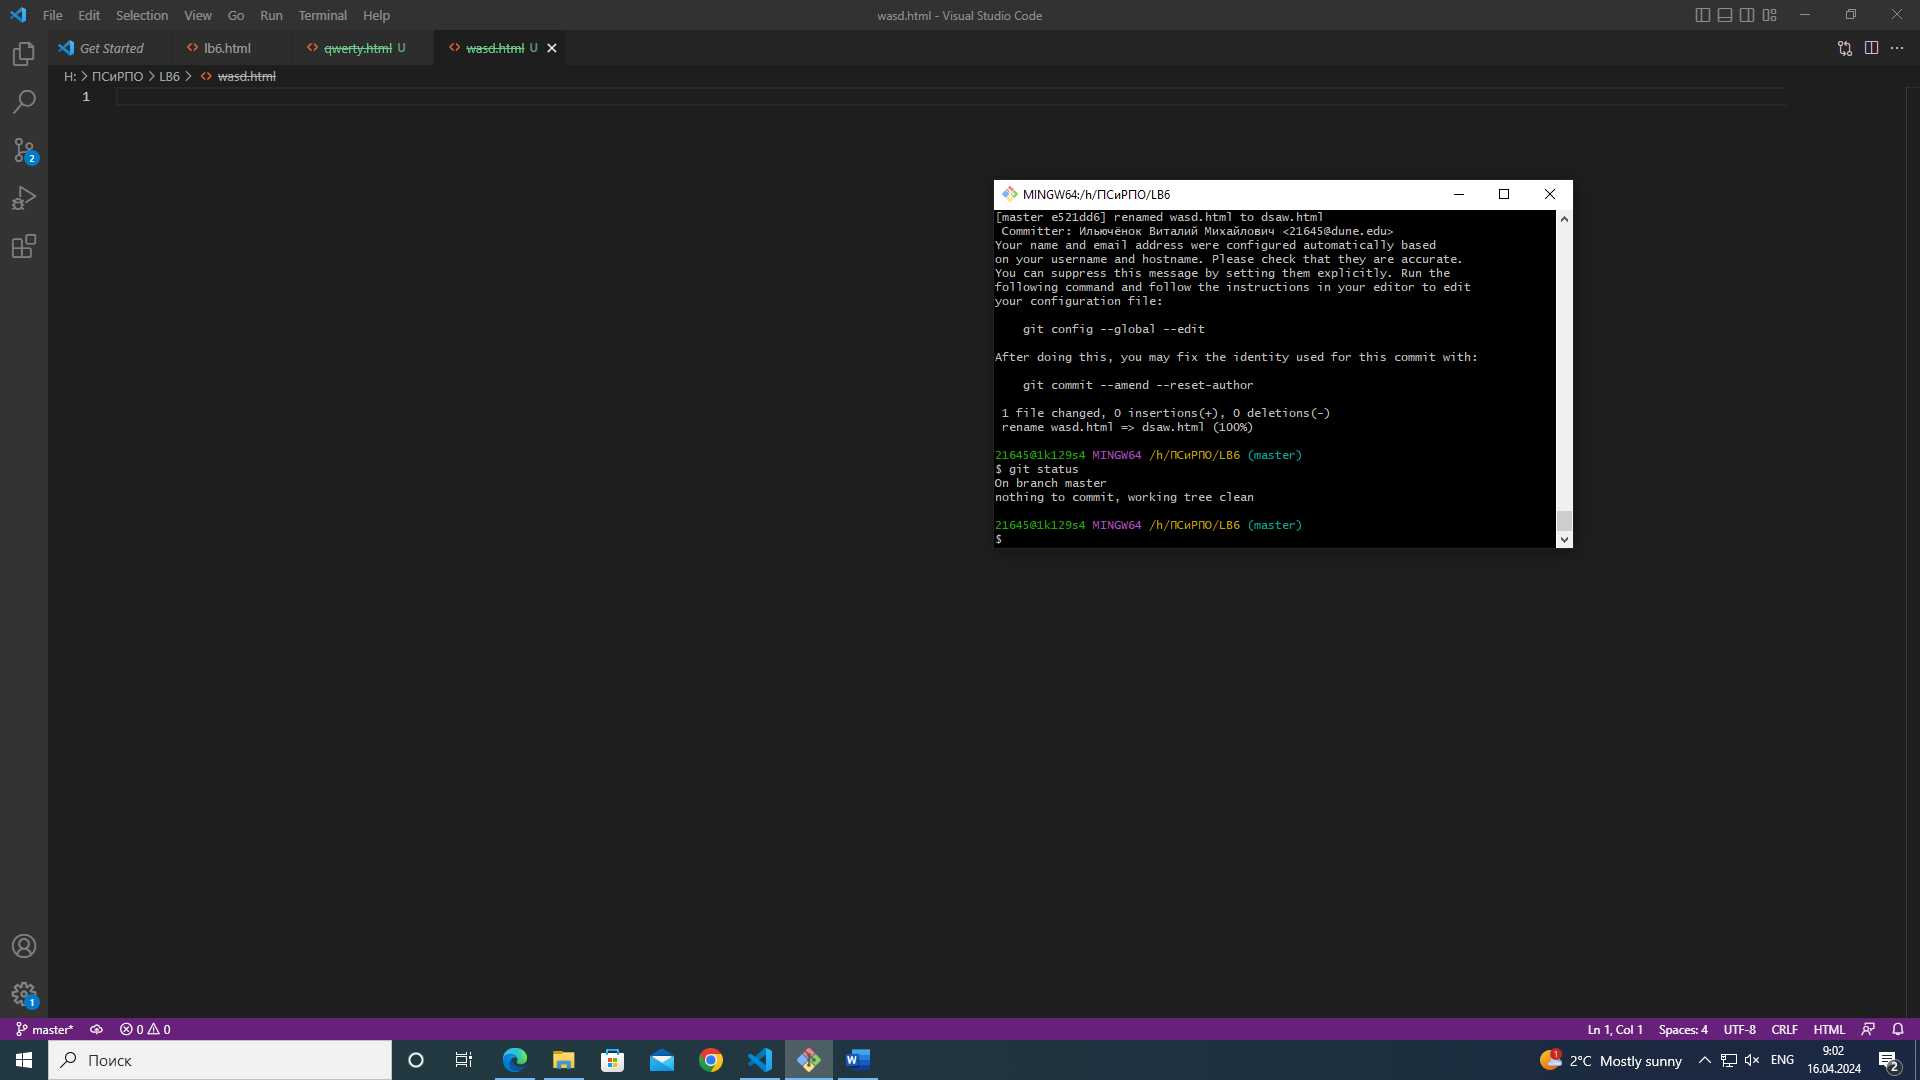 File Edit Selection View Go Run Terminal Help
wasd.html - Visual Studio Code
Get Started
lb6.html
qwerty.html U
wasd.html U
H: > ПСиРПО > LB6 > wasd.html
1
2
MINGW64:/h/ПСиРПО/LB6
[master e521dd6] renamed wasd.html to dsaw.html
Committer: Ильючёнок Виталий Михайлович <21645@dune.edu>
Your name and email address were configured automatically based
on your username and hostname. Please check that they are accurate.
You can suppress this message by setting them explicitly. Run the
following command and follow the instructions in your editor to edit
your configuration file:
git config --global --edit
After doing this, you may fix the identity used for this commit with:
git commit --amend --reset-author
1 file changed, 0 insertions(+), 0 deletions(-)
rename wasd.html => dsaw.html (100%)
21645@1k129s4 MINGW64 /h/ПСиРПО/LB6 (master)
$ git status
On branch master
nothing to commit, working tree clean
21645@1k129s4 MINGW64 /h/ПСиРПО/LB6 (master)
$
1
master* 0 0
Ln 1, Col 1 Spaces: 4 UTF-8 CRLF HTML
Поиск
1
2°C Mostly sunny
ENG
9:02
16.04.2024
2